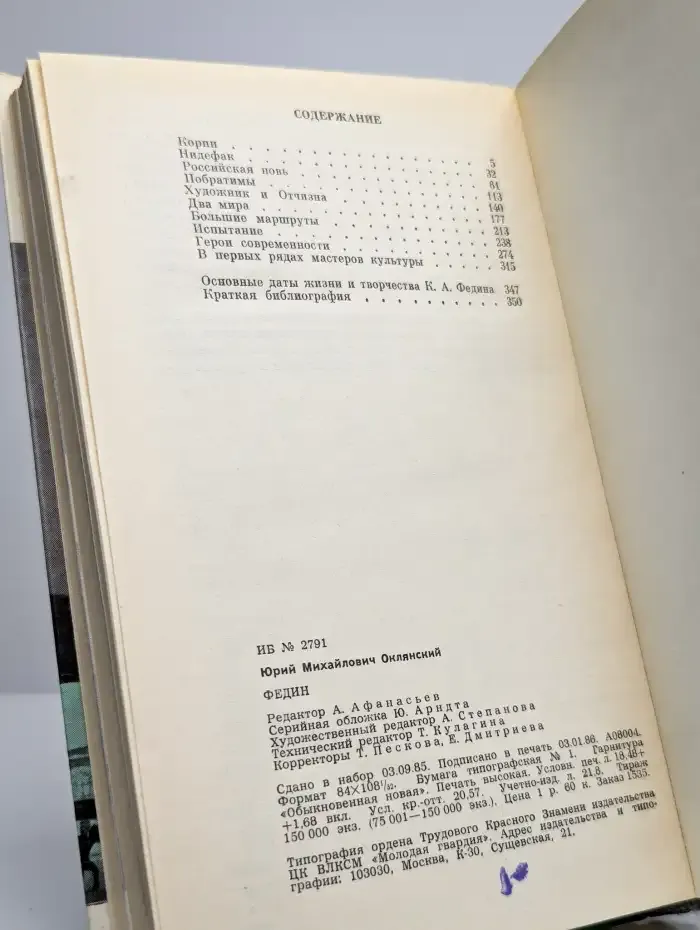 СОДЕРЖАНИЕ
Корни . . . . . . . . . . . . . . 5
Нидефак . . . . . . . . . . . . . 32
Российская новь . . . . . . . . . . 61
Побратимы . . . . . . . . . . . . 113
Художник и Отчизна . . . . . . . . 140
Два мира . . . . . . . . . . . . . 177
Большие маршруты . . . . . . . . . 213
Испытание . . . . . . . . . . . . 238
Герои современности . . . . . . . . 274
В первых рядах мастеров культуры . . . . . 315
Основные даты жизни и творчества К. А. Федина 347
Краткая библиография . . . . . . . . . 350
ИБ № 2791
Юрий Михайлович Оклянский
ФЕДИН
Редактор А. Афанасьев
Серийная обложка Ю. Арндта
Художественный редактор А. Степанова
Технический редактор Т. Кулагина
Корректоры Т. Пескова, Е. Дмитриева
Сдано в набор 03.09.85. Подписано в печать 03.01.86. А08004.
Формат 84×108¹/₃₂. Бумага типографская № 1. Гарнитура
«Обыкновенная новая». Печать высокая. Условн. печ. л. 18,48+
+1,68 вкл. Усл. кр.-отт. 20,57. Учетно-изд. л. 21,8. Тираж
150 000 экз. (75 001—150 000 экз.). Цена 1 р. 60 к. Заказ 1535.
Типография ордена Трудового Красного Знамени издательства
ЦК ВЛКСМ «Молодая гвардия». Адрес издательства и типо-
графии: 103030, Москва, К-30, Сущевская, 21.